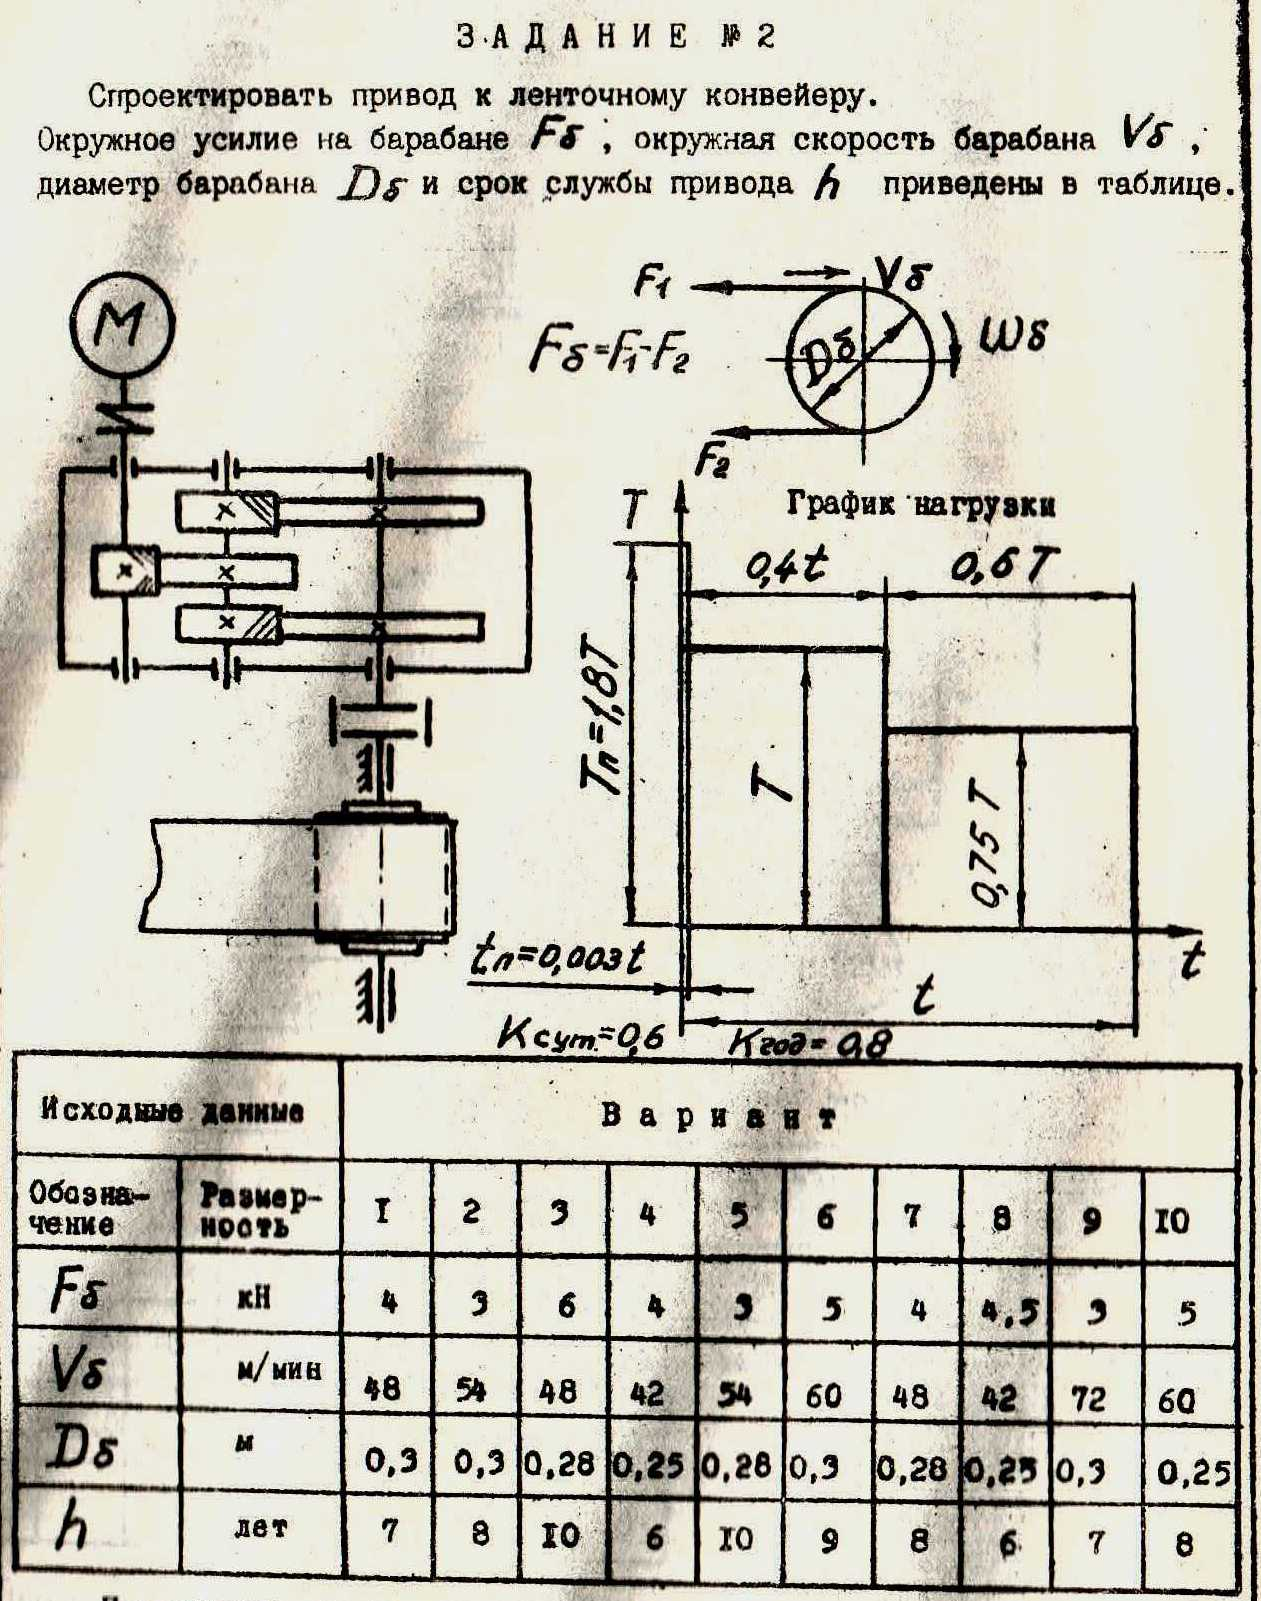 ЗАДАНИЕ № 2
Спроектировать привод к ленточному конвейеру.
Окружное усилие на барабане Fб, окружная скорость барабана Vб,
диаметр барабана Dб и срок службы привода h приведены в таблице.
M
F1
Vб
Fб=F1-F2
Dб
ωб
F2
T
График нагрузки
0,4t
0,6T
Tп=1,8T
T
0,75T
tп=0,003t
t
t
Kсут.=0,6
Kгод=0,8
Исходные данные
Вариант
Обозна-
чение
Размер-
ность
I 2 3 4 5 6 7 8 9 IO
Fб кН 4 3 6 4 3 5 4 4,5 3 5
Vб м/мин 48 54 48 42 54 60 48 42 72 60
Dб м 0,3 0,3 0,28 0,25 0,28 0,3 0,28 0,25 0,3 0,25
h лет 7 8 IO 6 IO 9 8 6 7 8